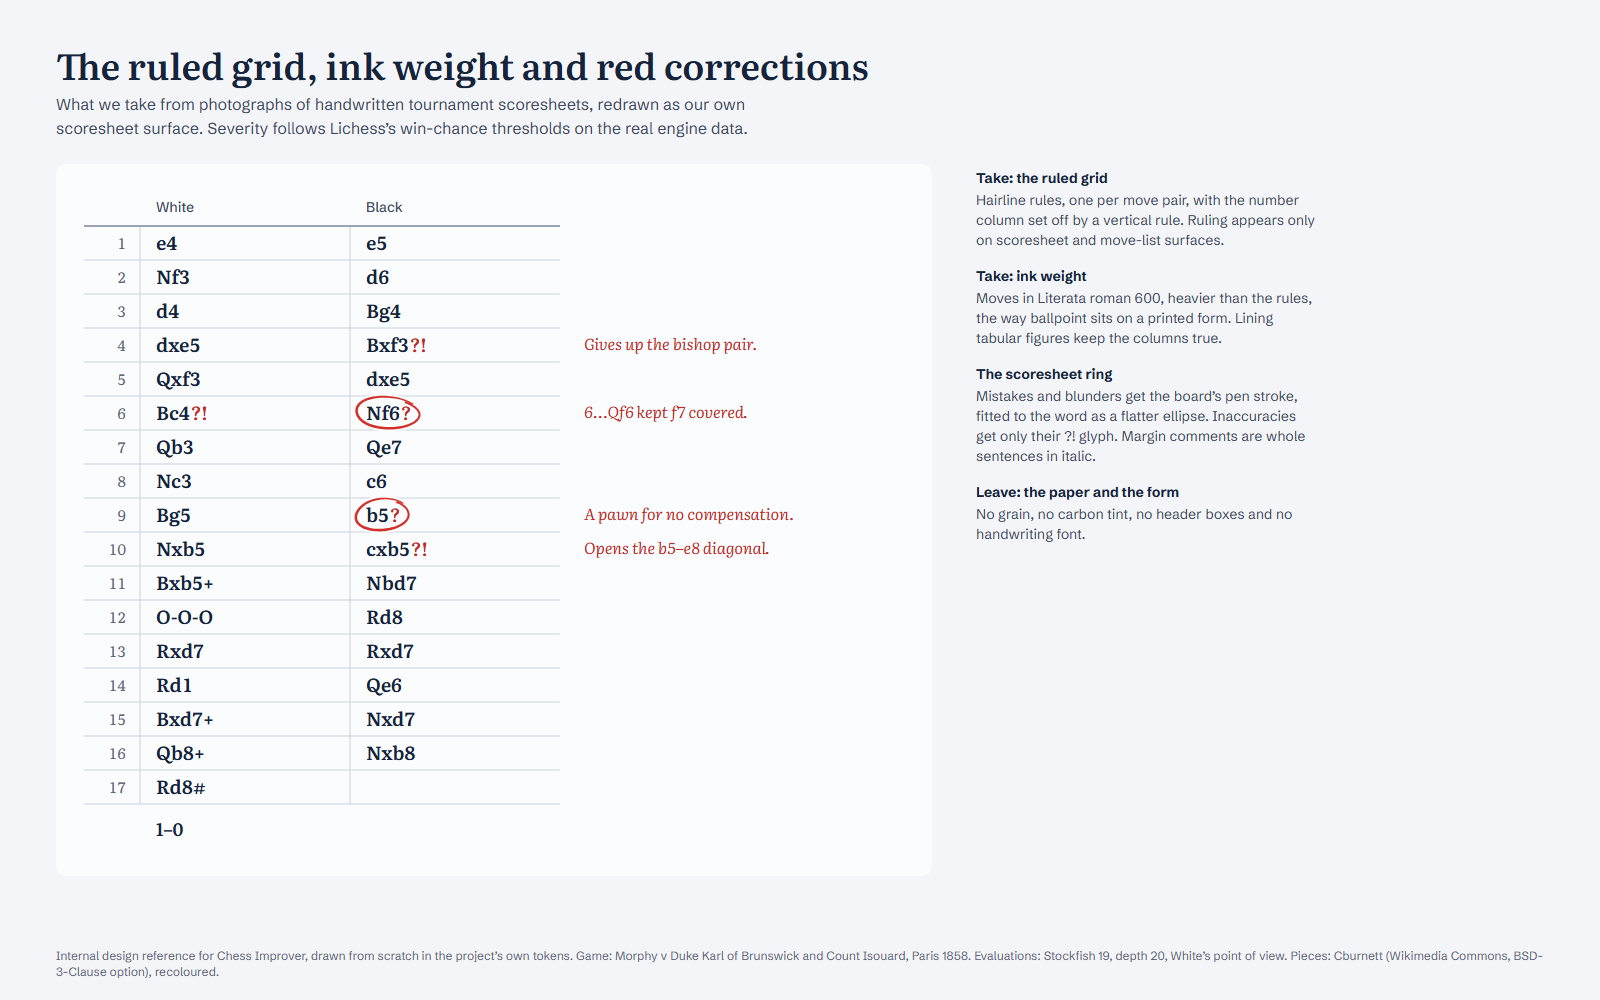 The ruled grid, ink weight and red corrections
What we take from photographs of handwritten tournament scoresheets, redrawn as our own
scoresheet surface. Severity follows Lichess’s win-chance thresholds on the real engine data.
White Black
1 e4 e5
2 Nf3 d6
3 d4 Bg4
4 dxe5 Bxf3?! Gives up the bishop pair.
5 Qxf3 dxe5
6 Bc4?! Nf6? 6…Qf6 kept f7 covered.
7 Qb3 Qe7
8 Nc3 c6
9 Bg5 b5? A pawn for no compensation.
10 Nxb5 cxb5?! Opens the b5–e8 diagonal.
11 Bxb5+ Nbd7
12 O-O-O Rd8
13 Rxd7 Rxd7
14 Rd1 Qe6
15 Bxd7+ Nxd7
16 Qb8+ Nxb8
17 Rd8#
1–0
Take: the ruled grid
Hairline rules, one per move pair, with the number
column set off by a vertical rule. Ruling appears only
on scoresheet and move-list surfaces.
Take: ink weight
Moves in Literata roman 600, heavier than the rules,
the way ballpoint sits on a printed form. Lining
tabular figures keep the columns true.
The scoresheet ring
Mistakes and blunders get the board’s pen stroke,
fitted to the word as a flatter ellipse. Inaccuracies
get only their ?! glyph. Margin comments are whole
sentences in italic.
Leave: the paper and the form
No grain, no carbon tint, no header boxes and no
handwriting font.
Internal design reference for Chess Improver, drawn from scratch in the project’s own tokens. Game: Morphy v Duke Karl of Brunswick and Count Isouard, Paris 1858. Evaluations: Stockfish 19, depth 20, White’s point of view. Pieces: Cburnett (Wikimedia Commons, BSD-
3-Clause option), recoloured.